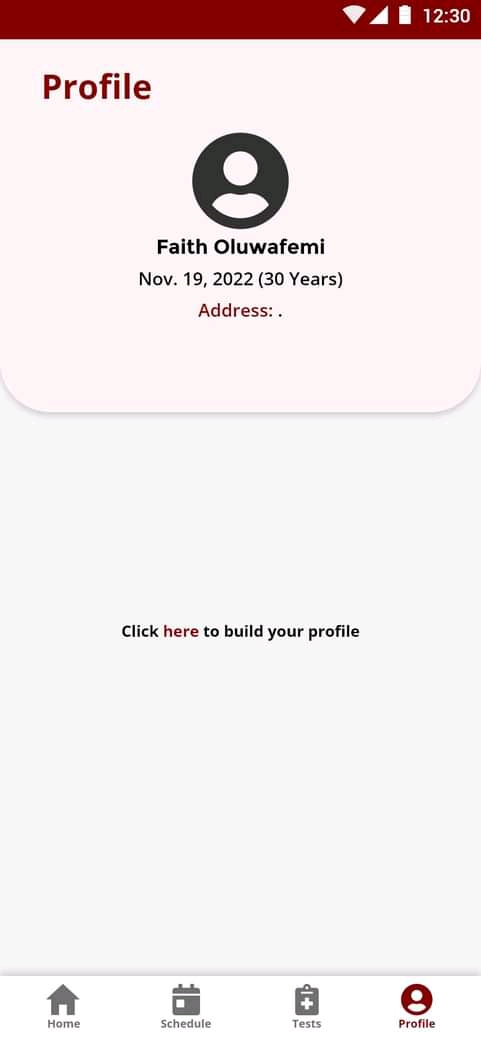 12:30
Profile
Faith Oluwafemi
Nov. 19, 2022 (30 Years)
Address: .
Click here to build your profile
Home Schedule Tests Profile